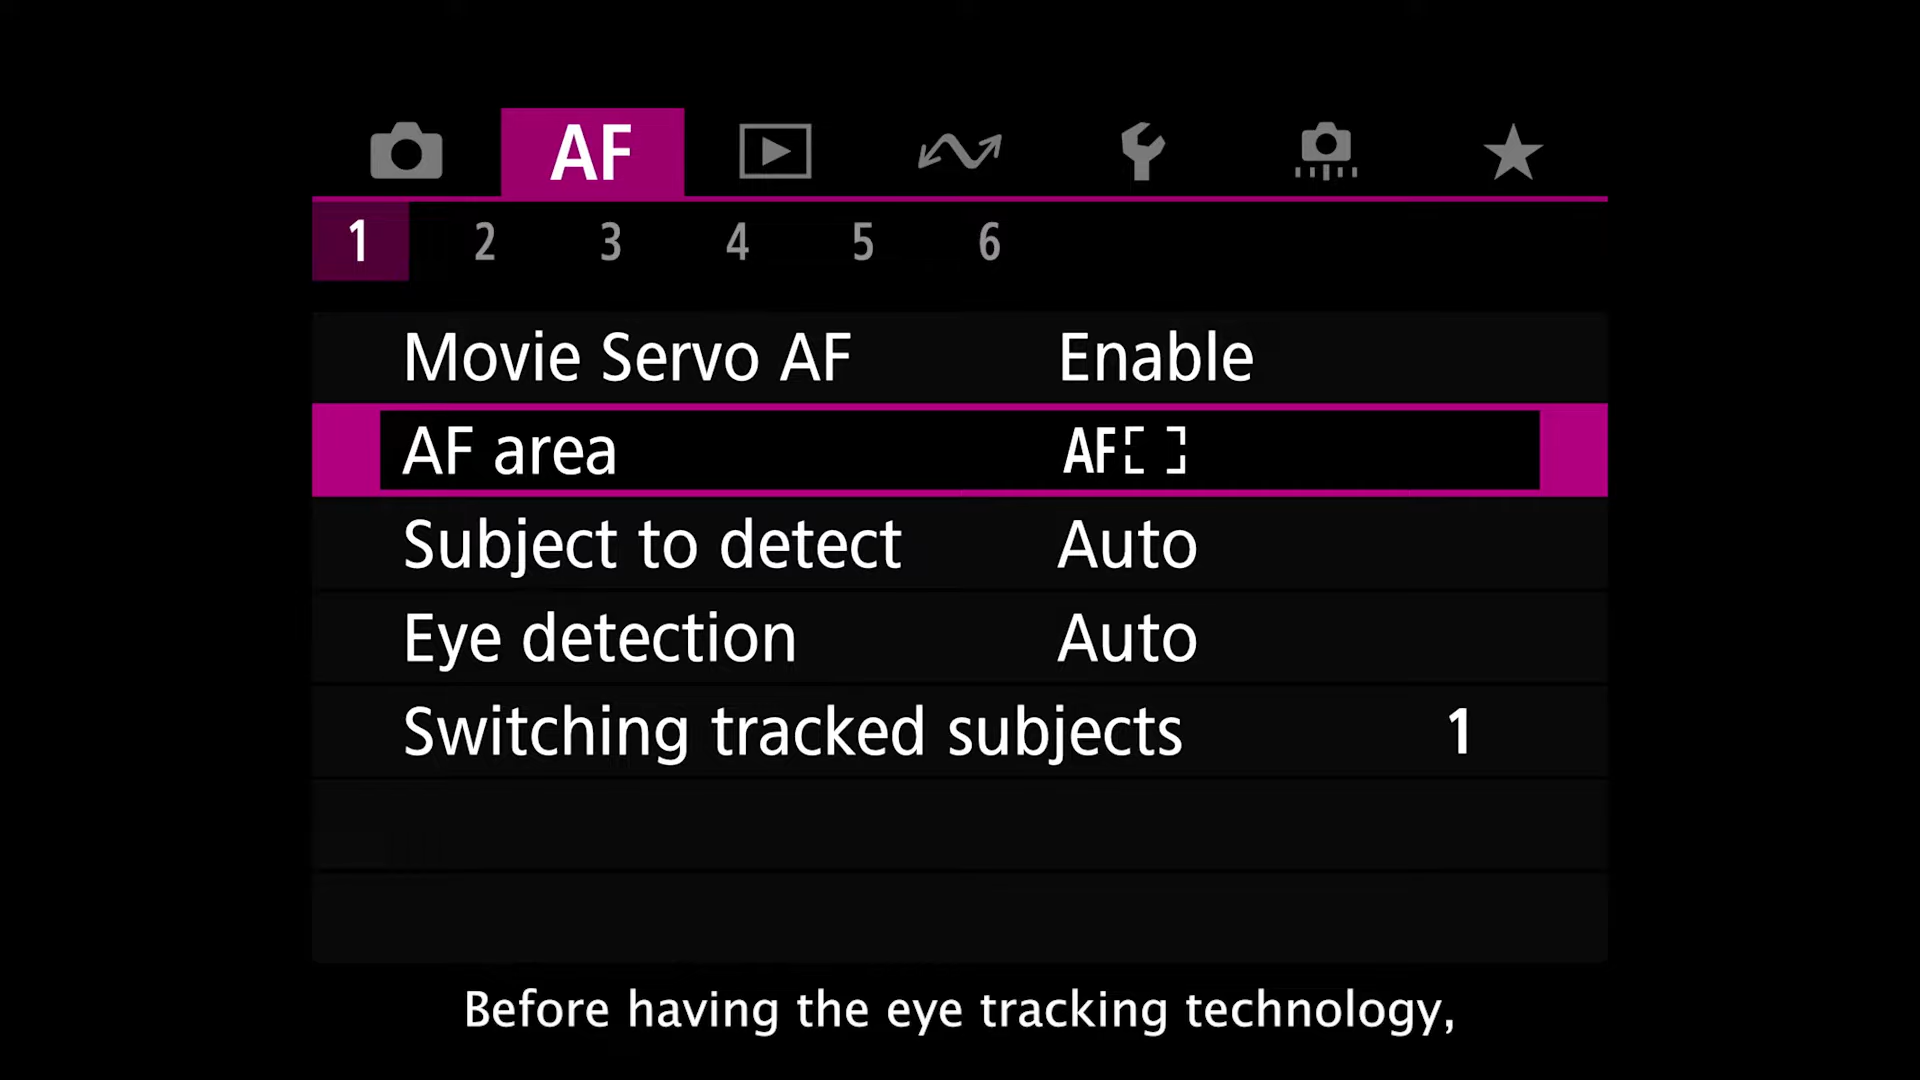 AF
1 2 3 4 5 6
Movie Servo AF Enable
AF area AF[ ]
Subject to detect Auto
Eye detection Auto
Switching tracked subjects 1
Before having the eye tracking technology,